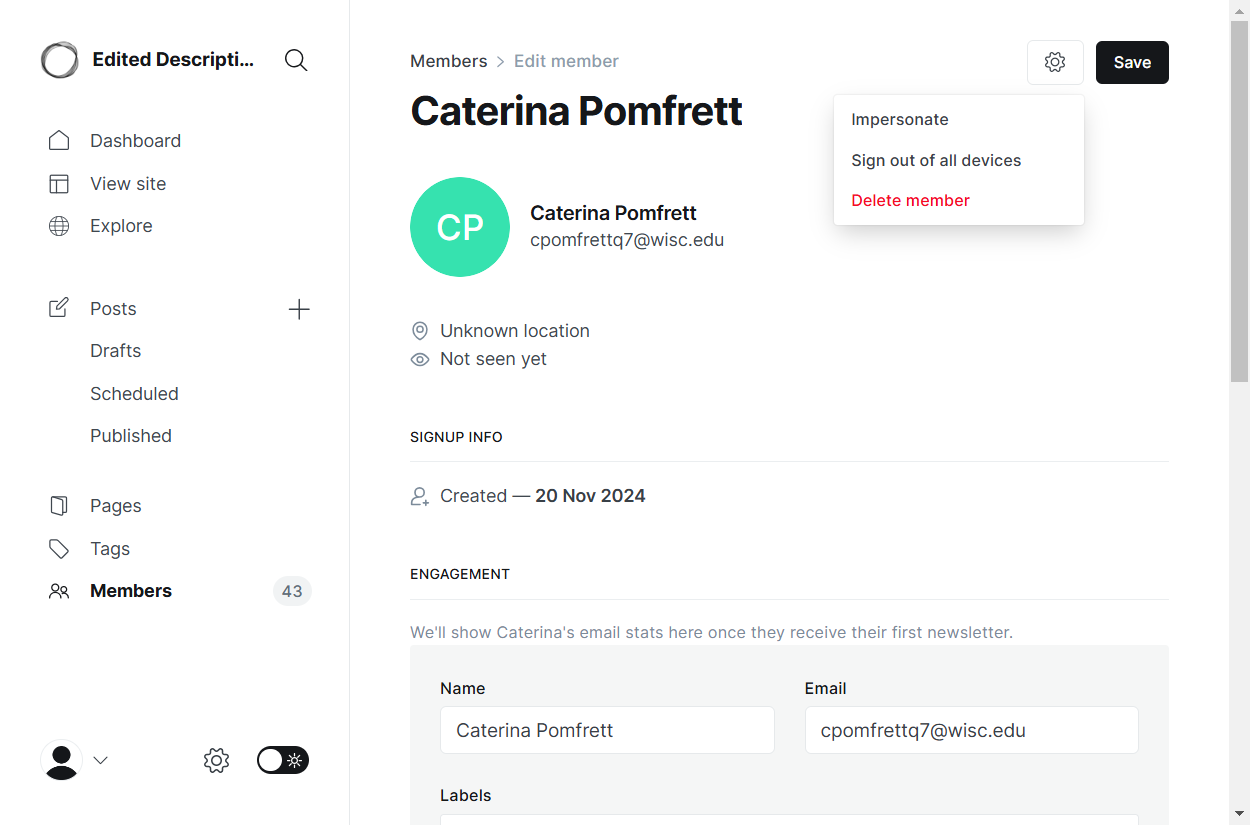 Edited Descripti...
Dashboard
View site
Explore
Posts
Drafts
Scheduled
Published
Pages
Tags
Members
43
Members > Edit member
Save
Caterina Pomfrett
Impersonate
Sign out of all devices
Delete member
CP
Caterina Pomfrett
cpomfrettq7@wisc.edu
Unknown location
Not seen yet
SIGNUP INFO
Created — 20 Nov 2024
ENGAGEMENT
We'll show Caterina's email stats here once they receive their first newsletter.
Name
Email
Caterina Pomfrett
cpomfrettq7@wisc.edu
Labels